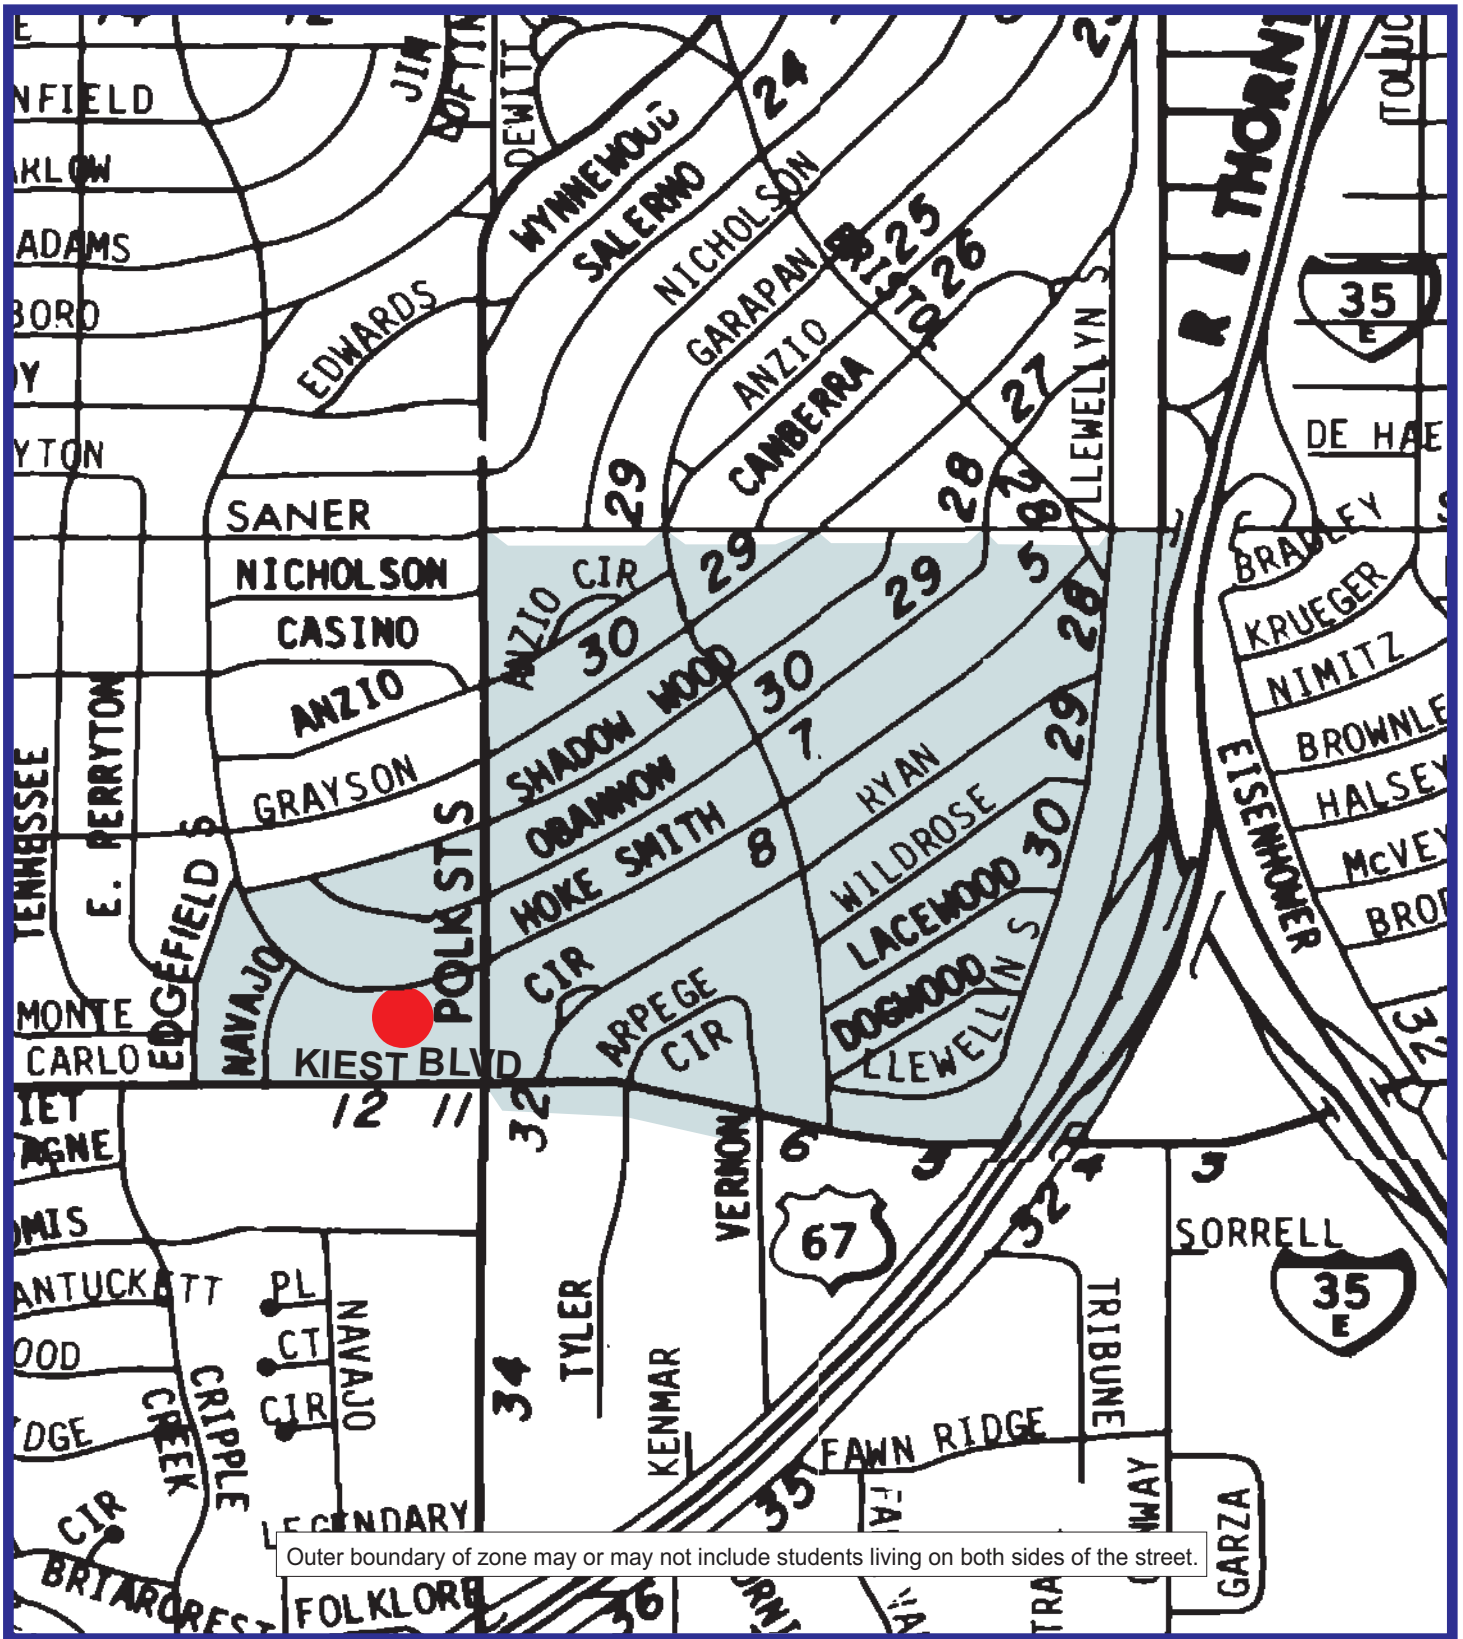 JIM
DEWITT
24
NFIELD
R L THORNT
WYNNEWOOD
SALERNO
NICHOLSON
ADAMS
GARAPAN
25
26
BORO
EDWARDS
ANZIO
LLEWELLYN S
35
E
CANBERRA
27
YTON
DE HAE
29
28
SANER
BRADLEY
NICHOLSON
ANZIO CIR
29
29
5
28
KRUEGER
CASINO
30
NIMITZ
ANZIO
SHADOW WOOD
30
7
29
BROWNLE
TENNESSEE
E. PERRYTON
GRAYSON
OBANNON
RYAN
EISENHOWER
HALSEY
POLK ST S
HOKE SMITH
8
WILDROSE
30
McVEY
EDGEFIELD S
LACEWOOD
NAVAJO
CIR
ARPEGE
CIR
DOGWOOD
LLEWELLYN S
MONTE
CARLO
KIEST BLVD
32
12
11
32
VERNON
6
4
3
67
SORRELL
35
E
PL
CT
CIR
NAVAJO
TYLER
34
KENMAR
TRIBUNE
CRIPPLE
CREEK
FAWN RIDGE
35
GARZA
CIR
LEGENDARY
Outer boundary of zone may or may not include students living on both sides of the street.
BRIARCREST
FOLKLORE
36